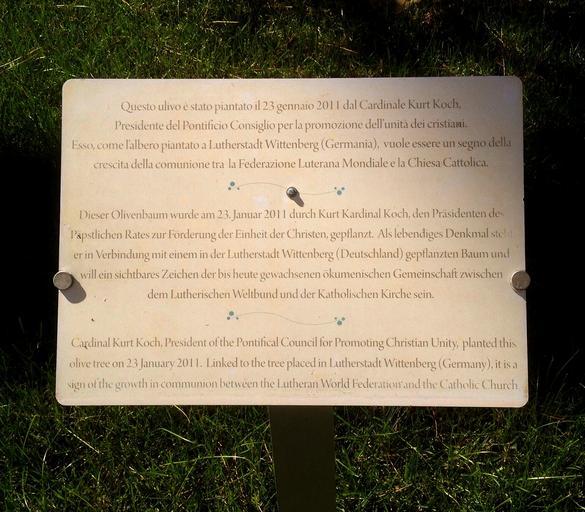 Questo ulivo è stato piantato il 23 gennaio 2011 dal Cardinale Kurt Koch,
Presidente del Pontificio Consiglio per la promozione dell'unità dei cristiani.
Esso, come l'albero piantato a Lutherstadt Wittenberg (Germania), vuole essere un segno della
crescita della comunione tra la Federazione Luterana Mondiale e la Chiesa Cattolica.
Dieser Olivenbaum wurde am 23. Januar 2011 durch Kurt Kardinal Koch, den Präsidenten des
Päpstlichen Rates zur Förderung der Einheit der Christen, gepflanzt. Als lebendiges Denkmal steht
er in Verbindung mit einem in der Lutherstadt Wittenberg (Deutschland) gepflanzten Baum und
will ein sichtbares Zeichen der bis heute gewachsenen ökumenischen Gemeinschaft zwischen
dem Lutherischen Weltbund und der Katholischen Kirche sein.
Cardinal Kurt Koch, President of the Pontifical Council for Promoting Christian Unity, planted this
olive tree on 23 January 2011. Linked to the tree placed in Lutherstadt Wittenberg (Germany), it is a
sign of the growth in communion between the Lutheran World Federation and the Catholic Church